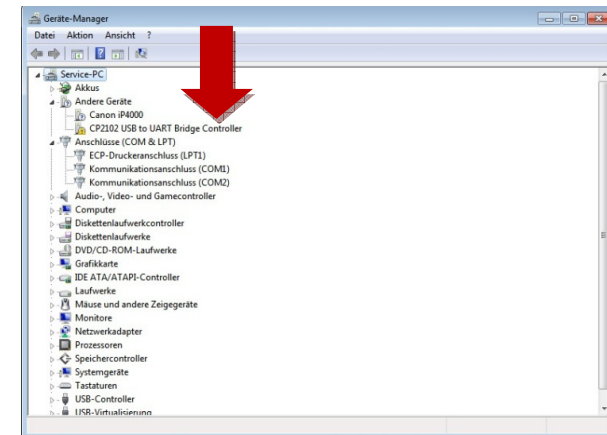 Geräte-Manager
Datei Aktion Ansicht ?
Service-PC
Akkus
Andere Geräte
Canon iP4000
CP2102 USB to UART Bridge Controller
Anschlüsse (COM & LPT)
ECP-Druckeranschluss (LPT1)
Kommunikationsanschluss (COM1)
Kommunikationsanschluss (COM2)
Audio-, Video- und Gamecontroller
Computer
Diskettenlaufwerkcontroller
Diskettenlaufwerke
DVD/CD-ROM-Laufwerke
Grafikkarte
IDE ATA/ATAPI-Controller
Laufwerke
Mäuse und andere Zeigegeräte
Monitore
Netzwerkadapter
Prozessoren
Speichercontroller
Systemgeräte
Tastaturen
USB-Controller
USB-Virtualisierung